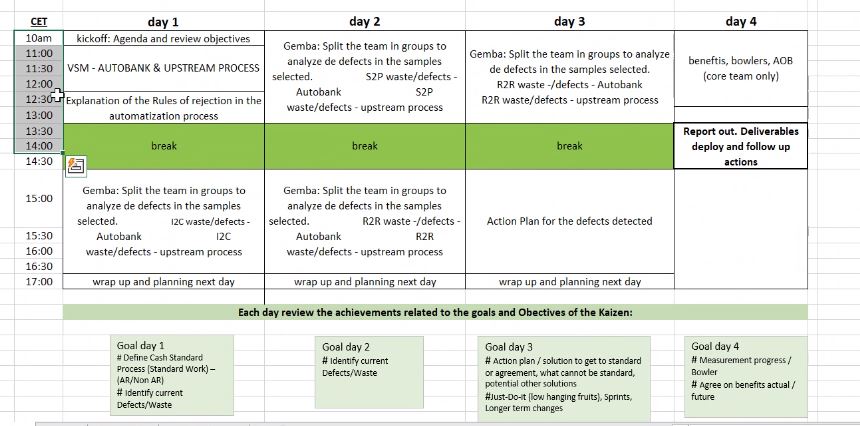 CET day 1 day 2 day 3 day 4
10am kickoff: Agenda and review objectives
11:00
11:30 VSM - AUTOBANK & UPSTREAM PROCESS
12:00
12:30 Explanation of the Rules of rejection in the
13:00 automatization process
Gemba: Split the team in groups to
analyze de defects in the samples
selected. S2P waste/defects -
Autobank S2P
waste/defects - upstream process
Gemba: Split the team in groups to analyze
de defects in the samples selected.
R2R waste -/defects - Autobank
R2R waste/defects - upstream process
beneftis, bowlers, AOB
(core team only)
13:30
14:00 break break break
14:30
Report out. Deliverables
deploy and follow up
actions
15:00
15:30
16:00
16:30
Gemba: Split the team in groups to
analyze de defects in the samples
selected. I2C waste/defects -
Autobank I2C
waste/defects - upstream process
Gemba: Split the team in groups to
analyze de defects in the samples
selected. R2R waste -/defects -
Autobank R2R
waste/defects - upstream process
Action Plan for the defects detected
17:00 wrap up and planning next day wrap up and planning next day wrap up and planning next day
Each day review the achievements related to the goals and Obectives of the Kaizen:
Goal day 1
# Define Cash Standard
Process (Standard Work) –
(AR/Non AR)
# Identify current
Defects/Waste
Goal day 2
# Identify current
Defects/Waste
Goal day 3
# Action plan / solution to get to standard
or agreement, what cannot be standard,
potential other solutions
#Just-Do-it (low hanging fruits), Sprints,
Longer term changes
Goal day 4
# Measurement progress /
Bowler
# Agree on benefits actual /
future